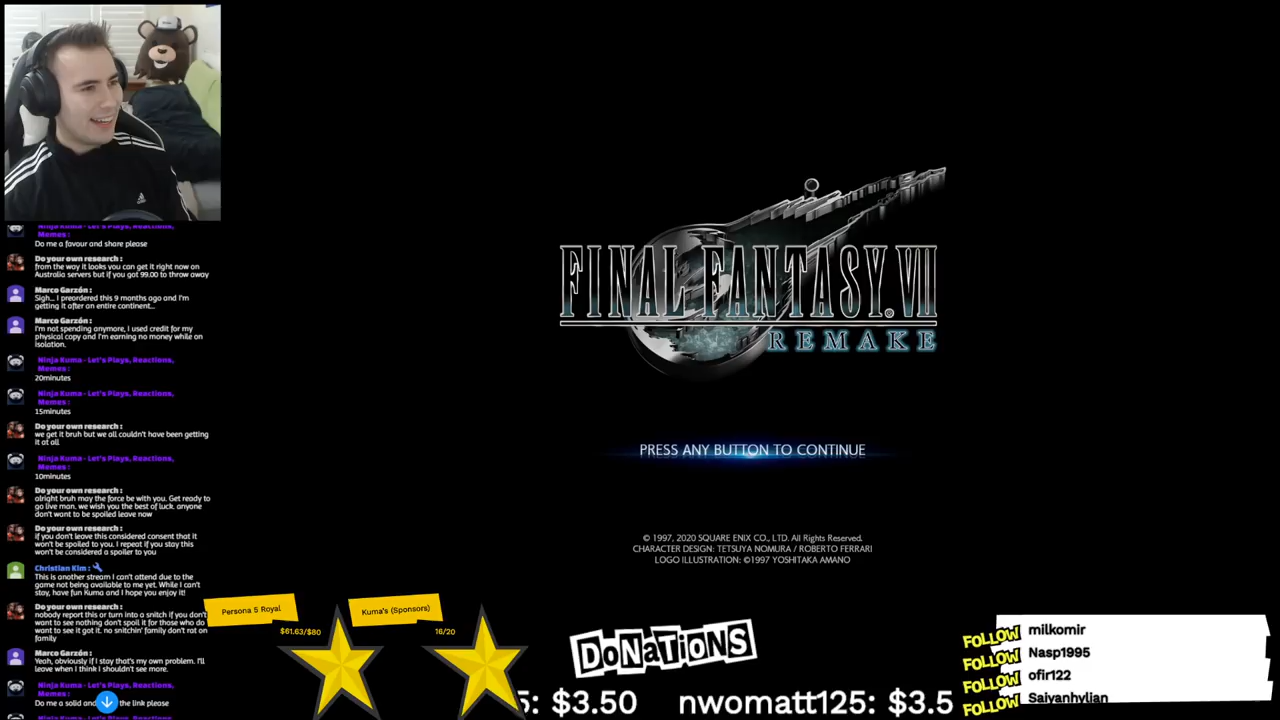 Ninja Kuma - Let's Plays, Reactions,
Memes :
Do me a favour and share please
Do your own research :
from the way it looks you can get it right now on
Australia servers but if you got 99.00 to throw away
Marco Garzón :
Sigh... I preordered this 9 months ago and I'm
getting it after an entire continent...
Marco Garzón :
I'm not spending anymore, I used credit for my
physical copy and I'm earning no money while on
isolation.
Ninja Kuma - Let's Plays, Reactions,
Memes :
20minutes
Ninja Kuma - Let's Plays, Reactions,
Memes :
15minutes
Do your own research :
we get it bruh but we all couldn't have been getting
it at all
Ninja Kuma - Let's Plays, Reactions,
Memes :
10minutes
Do your own research :
alright bruh may the force be with you. Get ready to
go live man. we wish you the best of luck. anyone
don't want to be spoiled leave now
Do your own research :
if you don't leave this considered consent that it
won't be spoiled to you. I repeat if you stay this
won't be considered a spoiler to you
Christian Kim :
This is another stream I can't attend due to the
game not being available to me yet. While I can't
stay, have fun Kuma and I hope you enjoy it!
Do your own research :
nobody report this or turn into a snitch if you don't
want to see nothing don't spoil it for those who do
want to see it got it. no snitchin' family don't rat on
family
Marco Garzón :
Yeah, obviously if I stay that's my own problem. I'll
leave when I think I shouldn't see more.
Ninja Kuma - Let's Plays, Reactions,
Memes :
Do me a solid and the link please
Ninja Kuma - Let's Plays, Reactions,
FINAL FANTASY. VII
REMAKE
PRESS ANY BUTTON TO CONTINUE
© 1997, 2020 SQUARE ENIX CO., LTD. All Rights Reserved.
CHARACTER DESIGN: TETSUYA NOMURA / ROBERTO FERRARI
LOGO ILLUSTRATION: ©1997 YOSHITAKA AMANO
Persona 5 Royal
$61.63/$80
Kuma's (Sponsors)
16/20
DONATIONS
5: $3.50 nwomatt125: $3.5
FOLLOW milkomir
FOLLOW Nasp1995
FOLLOW ofir122
FOLLOW Saiyanhylian